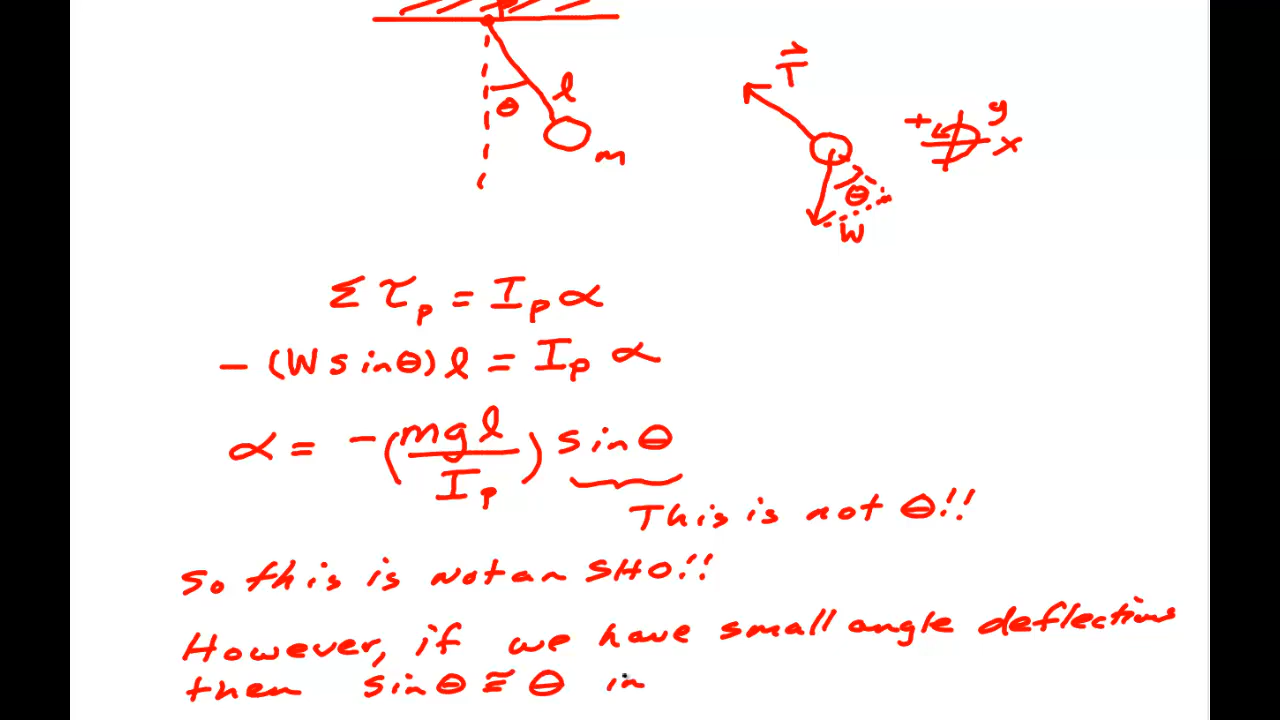 P
θ
l
m
T⃗
θ
W
+
y
x
Σ τ_p = I_p α
- (W sinθ) l = I_p α
α = - (mgl / I_p) sinθ
This is not θ!!
So this is not an SHO!!
However, if we have small angle deflections
then sinθ ≅ θ in